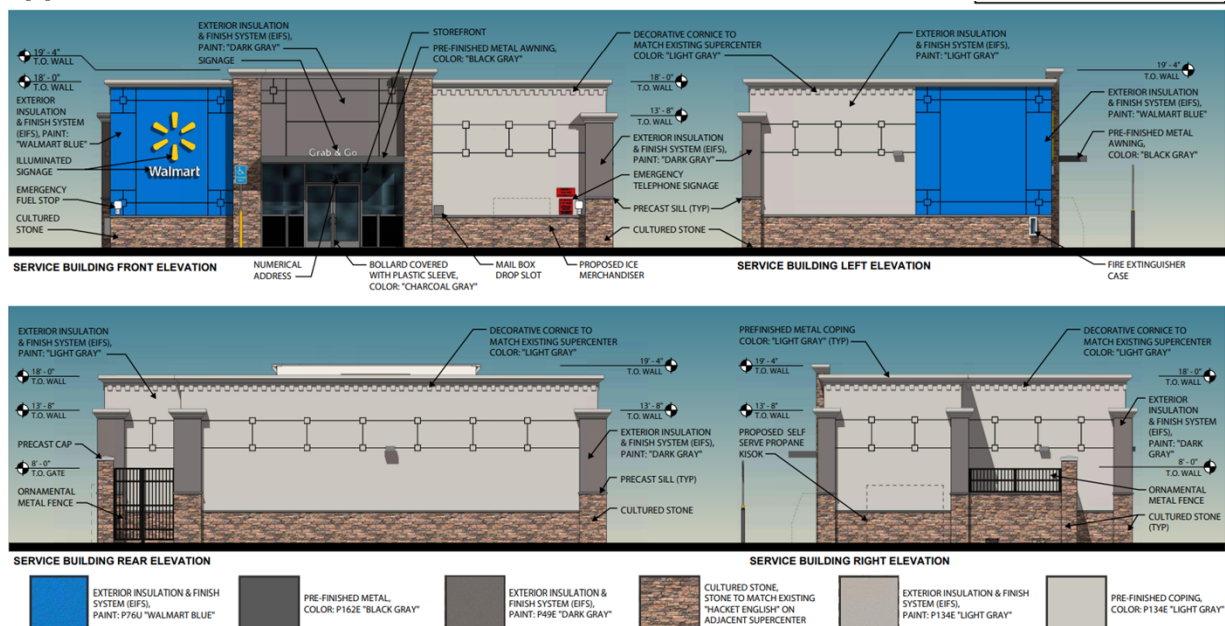 EXTERIOR INSULATION
& FINISH SYSTEM (EIFS),
PAINT: "DARK GRAY"
SIGNAGE
STOREFRONT
PRE-FINISHED METAL AWNING,
COLOR: "BLACK GRAY"
19' - 4"
T.O. WALL
18' - 0"
T.O. WALL
EXTERIOR
INSULATION
& FINISH SYSTEM
(EIFS), PAINT:
"WALMART BLUE"
ILLUMINATED
SIGNAGE
EMERGENCY
FUEL STOP
CULTURED
STONE
Walmart
Grab & Go
NUMERICAL
ADDRESS
BOLLARD COVERED
WITH PLASTIC SLEEVE,
COLOR: "CHARCOAL GRAY"
MAIL BOX
DROP SLOT
PROPOSED ICE
MERCHANDISER
SERVICE BUILDING FRONT ELEVATION
DECORATIVE CORNICE TO
MATCH EXISTING SUPERCENTER
COLOR: "LIGHT GRAY"
EXTERIOR INSULATION
& FINISH SYSTEM (EIFS),
PAINT: "LIGHT GRAY"
18' - 0"
T.O. WALL
13' - 8"
T.O. WALL
EXTERIOR INSULATION
& FINISH SYSTEM (EIFS),
PAINT: "DARK GRAY"
EMERGENCY
TELEPHONE SIGNAGE
PRECAST SILL (TYP)
CULTURED STONE
19' - 4"
T.O. WALL
EXTERIOR INSULATION
& FINISH SYSTEM (EIFS),
PAINT: "WALMART BLUE"
PRE-FINISHED METAL
AWNING,
COLOR: "BLACK GRAY"
FIRE EXTINGUISHER
CASE
SERVICE BUILDING LEFT ELEVATION
EXTERIOR INSULATION
& FINISH SYSTEM (EIFS),
PAINT: "LIGHT GRAY"
DECORATIVE CORNICE TO
MATCH EXISTING SUPERCENTER
COLOR: "LIGHT GRAY"
18' - 0"
T.O. WALL
13' - 8"
T.O. WALL
PRECAST CAP
8' - 0"
T.O. GATE
ORNAMENTAL
METAL FENCE
19' - 4"
T.O. WALL
13' - 8"
T.O. WALL
EXTERIOR INSULATION
& FINISH SYSTEM (EIFS),
PAINT: "DARK GRAY"
PRECAST SILL (TYP)
CULTURED STONE
SERVICE BUILDING REAR ELEVATION
PREFINISHED METAL COPING
COLOR: "LIGHT GRAY" (TYP)
19' - 4"
T.O. WALL
13' - 8"
T.O. WALL
PROPOSED SELF
SERVE PROPANE
KISOK
DECORATIVE CORNICE TO
MATCH EXISTING SUPERCENTER
COLOR: "LIGHT GRAY"
18' - 0"
T.O. WALL
EXTERIOR
INSULATION
& FINISH
SYSTEM (EIFS),
PAINT: "DARK
GRAY"
8' - 0"
T.O. WALL
ORNAMENTAL
METAL FENCE
CULTURED STONE
(TYP)
SERVICE BUILDING RIGHT ELEVATION
EXTERIOR INSULATION & FINISH
SYSTEM (EIFS),
PAINT: P76U "WALMART BLUE"
PRE-FINISHED METAL,
COLOR: P162E "BLACK GRAY"
EXTERIOR INSULATION &
FINISH SYSTEM (EIFS),
PAINT: P49E "DARK GRAY"
CULTURED STONE,
STONE TO MATCH EXISTING
"HACKET ENGLISH" ON
ADJACENT SUPERCENTER
EXTERIOR INSULATION & FINISH
SYSTEM (EIFS),
PAINT: P134E "LIGHT GRAY"
PRE-FINISHED COPING,
COLOR: P134E "LIGHT GRAY"